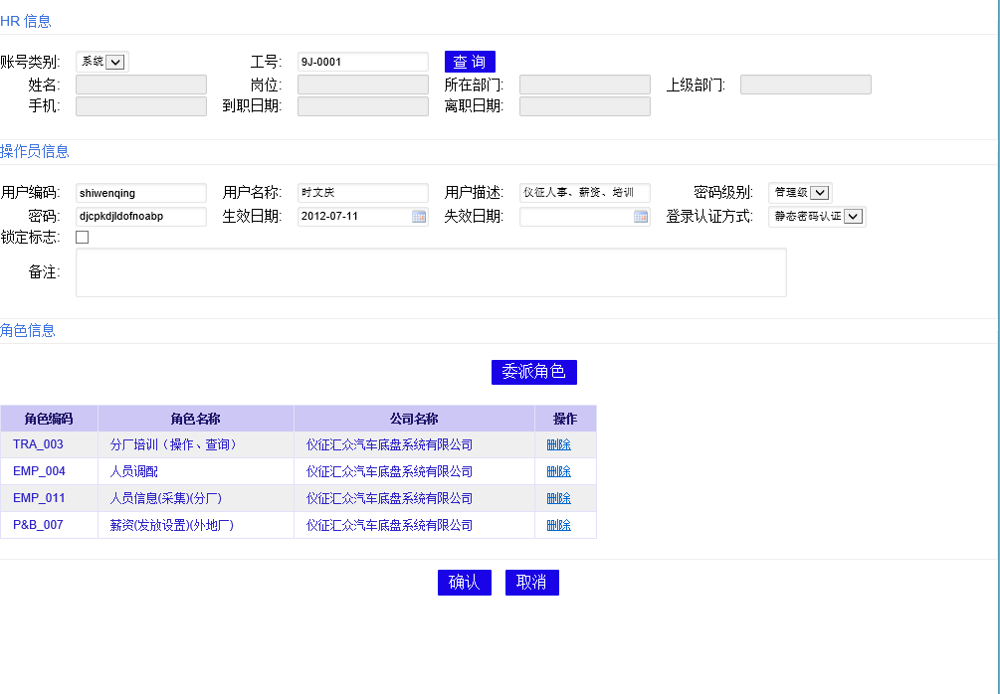 HR 信息
账号类别: 系统 工号: 9J-0001 查 询
姓名: 岗位: 所在部门: 上级部门:
手机: 到职日期: 离职日期:
操作员信息
用户编码: shiwenqing 用户名称: 时文庆 用户描述: 仪征人事、薪资、培训 密码级别: 管理级
密码: djcpkdjldofnoabp 生效日期: 2012-07-11 失效日期: 登录认证方式: 静态密码认证
锁定标志:
备注:
角色信息
委派角色
角色编码 角色名称 公司名称 操作
TRA_003 分厂培训（操作、查询） 仪征汇众汽车底盘系统有限公司 删除
EMP_004 人员调配 仪征汇众汽车底盘系统有限公司 删除
EMP_011 人员信息(采集)(分厂) 仪征汇众汽车底盘系统有限公司 删除
P&B_007 薪资(发放设置)(外地厂) 仪征汇众汽车底盘系统有限公司 删除
确认 取消